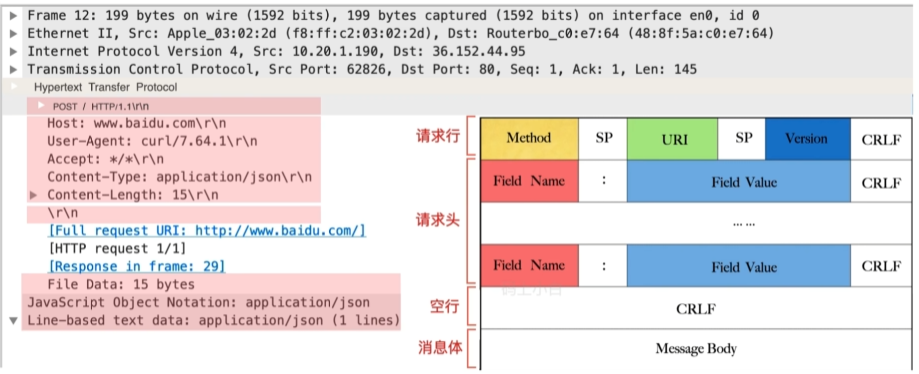 Frame 12: 199 bytes on wire (1592 bits), 199 bytes captured (1592 bits) on interface en0, id 0
Ethernet II, Src: Apple_03:02:2d (f8:ff:c2:03:02:2d), Dst: Routerbo_c0:e7:64 (48:8f:5a:c0:e7:64)
Internet Protocol Version 4, Src: 10.20.1.190, Dst: 36.152.44.95
Transmission Control Protocol, Src Port: 62826, Dst Port: 80, Seq: 1, Ack: 1, Len: 145
Hypertext Transfer Protocol
POST / HTTP/1.1\r\n
Host: www.baidu.com\r\n
User-Agent: curl/7.64.1\r\n
Accept: */*\r\n
Content-Type: application/json\r\n
Content-Length: 15\r\n
\r\n
[Full request URI: http://www.baidu.com/]
[HTTP request 1/1]
[Response in frame: 29]
File Data: 15 bytes
JavaScript Object Notation: application/json
Line-based text data: application/json (1 lines)
请求行 Method SP URI SP Version CRLF
Field Name : Field Value CRLF
请求头
... ...
Field Name : Field Value CRLF
空行 CRLF
消息体 Message Body